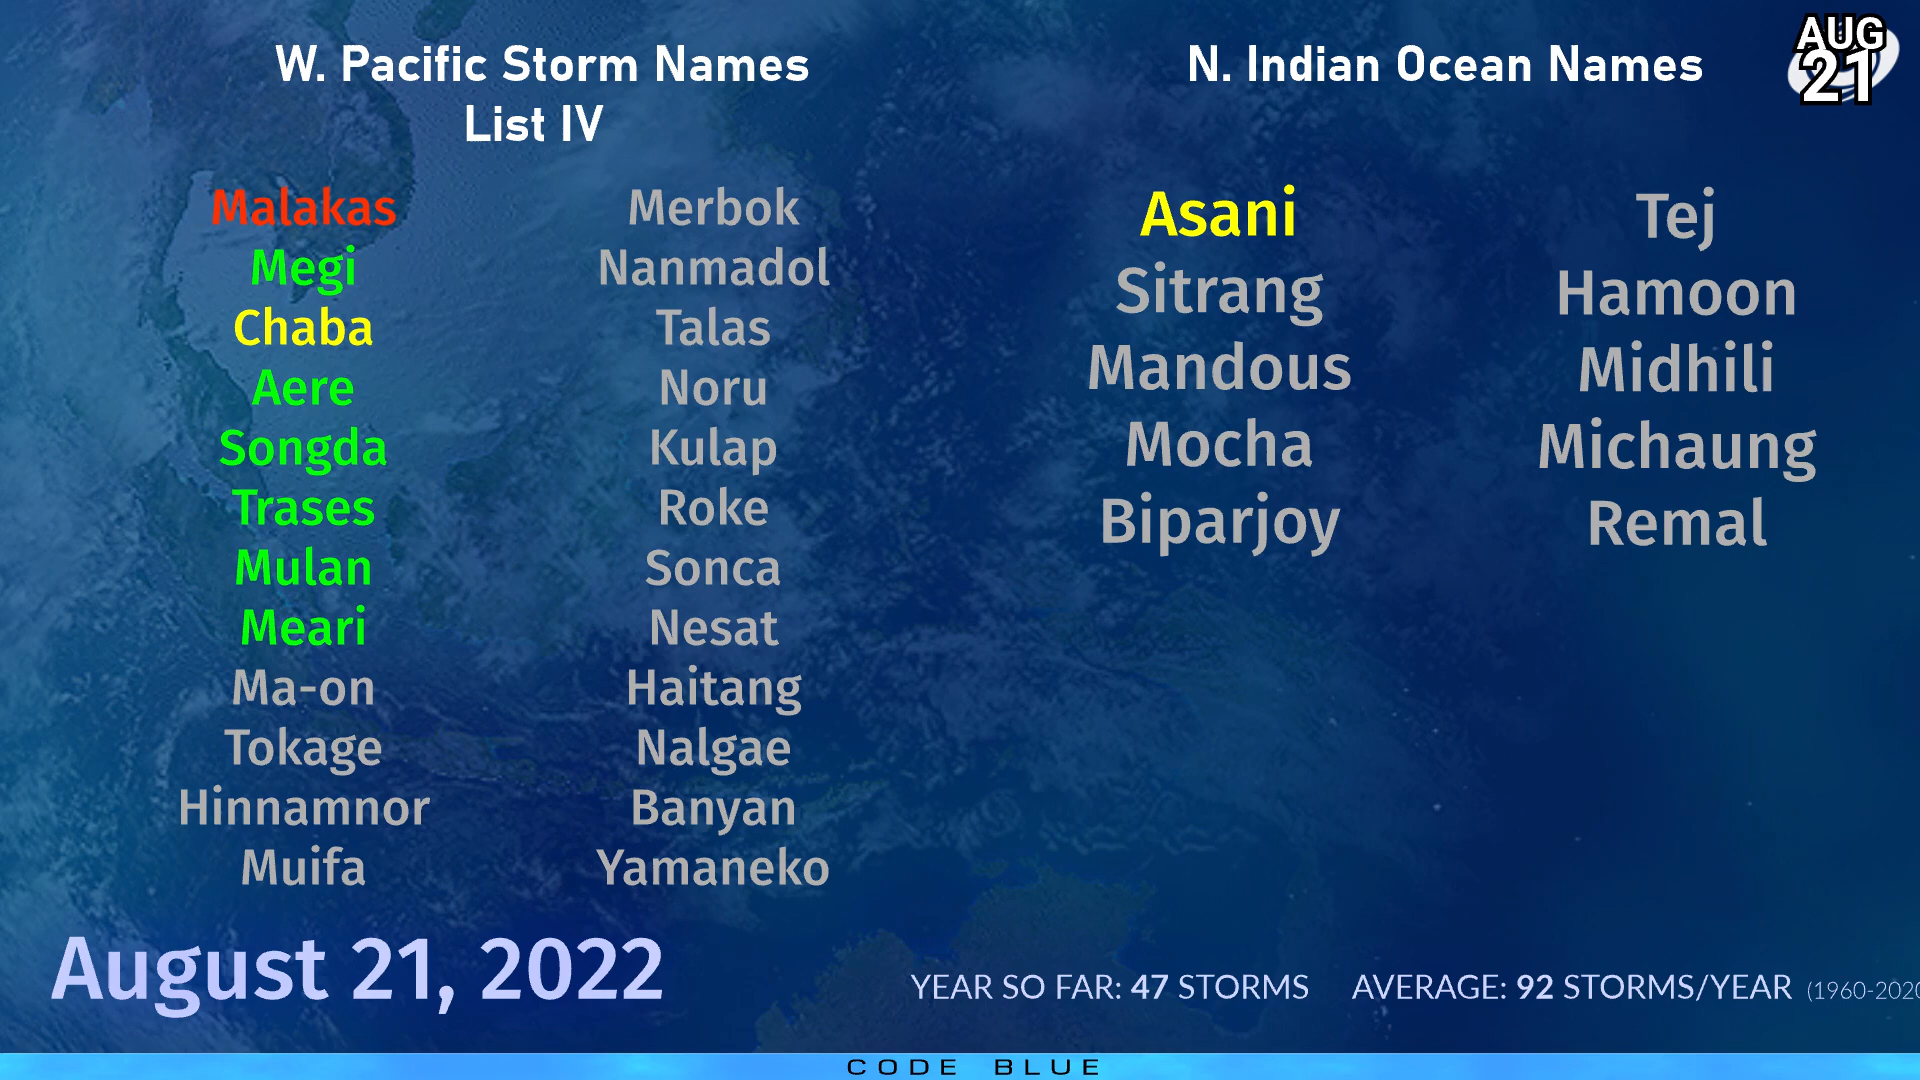 W. Pacific Storm Names
List IV
Malakas
Megi
Chaba
Aere
Songda
Trases
Mulan
Meari
Ma-on
Tokage
Hinnamnor
Muifa
Merbok
Nanmadol
Talas
Noru
Kulap
Roke
Sonca
Nesat
Haitang
Nalgae
Banyan
Yamaneko
N. Indian Ocean Names
Asani
Sitrang
Mandous
Mocha
Biparjoy
Tej
Hamoon
Midhili
Michaung
Remal
AUG
21
August 21, 2022
YEAR SO FAR: 47 STORMS AVERAGE: 92 STORMS/YEAR (1960-2020
CODE BLUE